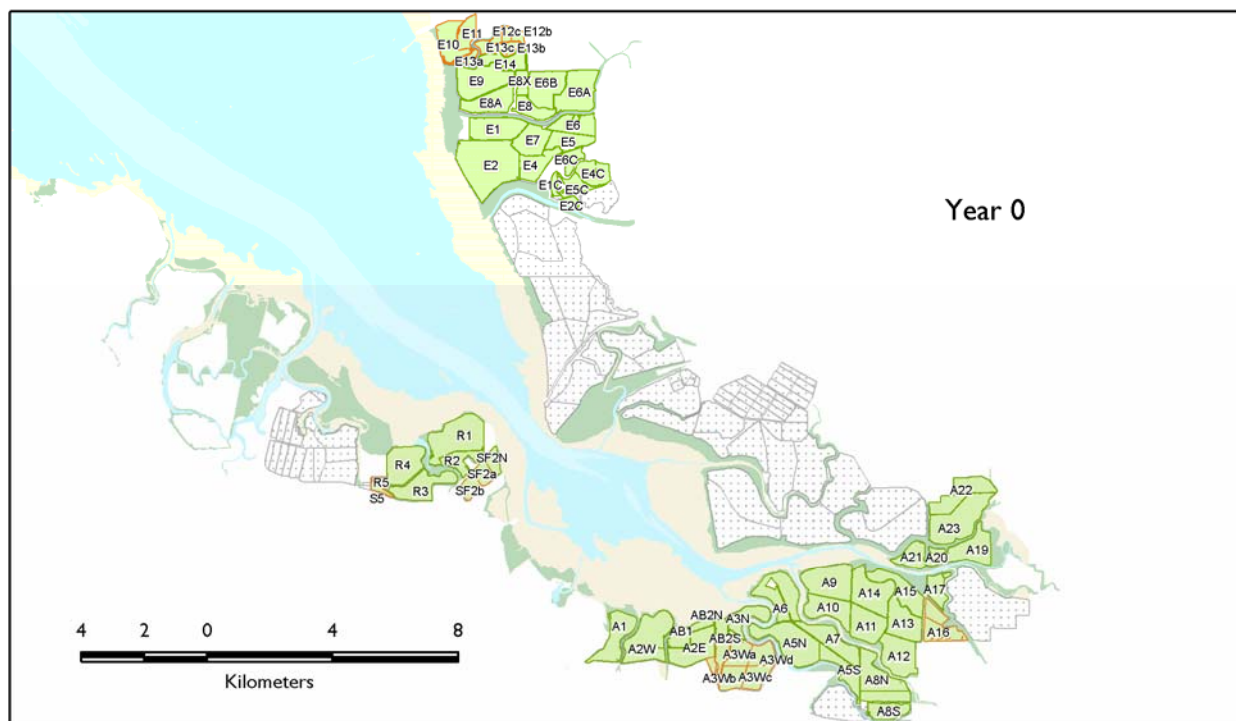 E11
E12c
E12b
E10
E13c
E13b
E13a
E14
E9
E8X
E6B
E6A
E8A
E8
E1
E6
E7
E5
E2
E4
E6C
E4C
E1C
E5C
E2C
Year 0
R1
R2
SF2N
R4
SF2a
R5
R3
SF2b
S5
A22
A23
A21
A20
A19
A9
A14
A15
A17
A6
A10
AB2N
A3N
A11
A13
A16
A1
AB1
AB2S
A5N
A7
A2W
A2E
A3Wa
A3Wd
A12
A3Wb
A3Wc
A5S
A8N
A8S
4 2 0 4 8
Kilometers